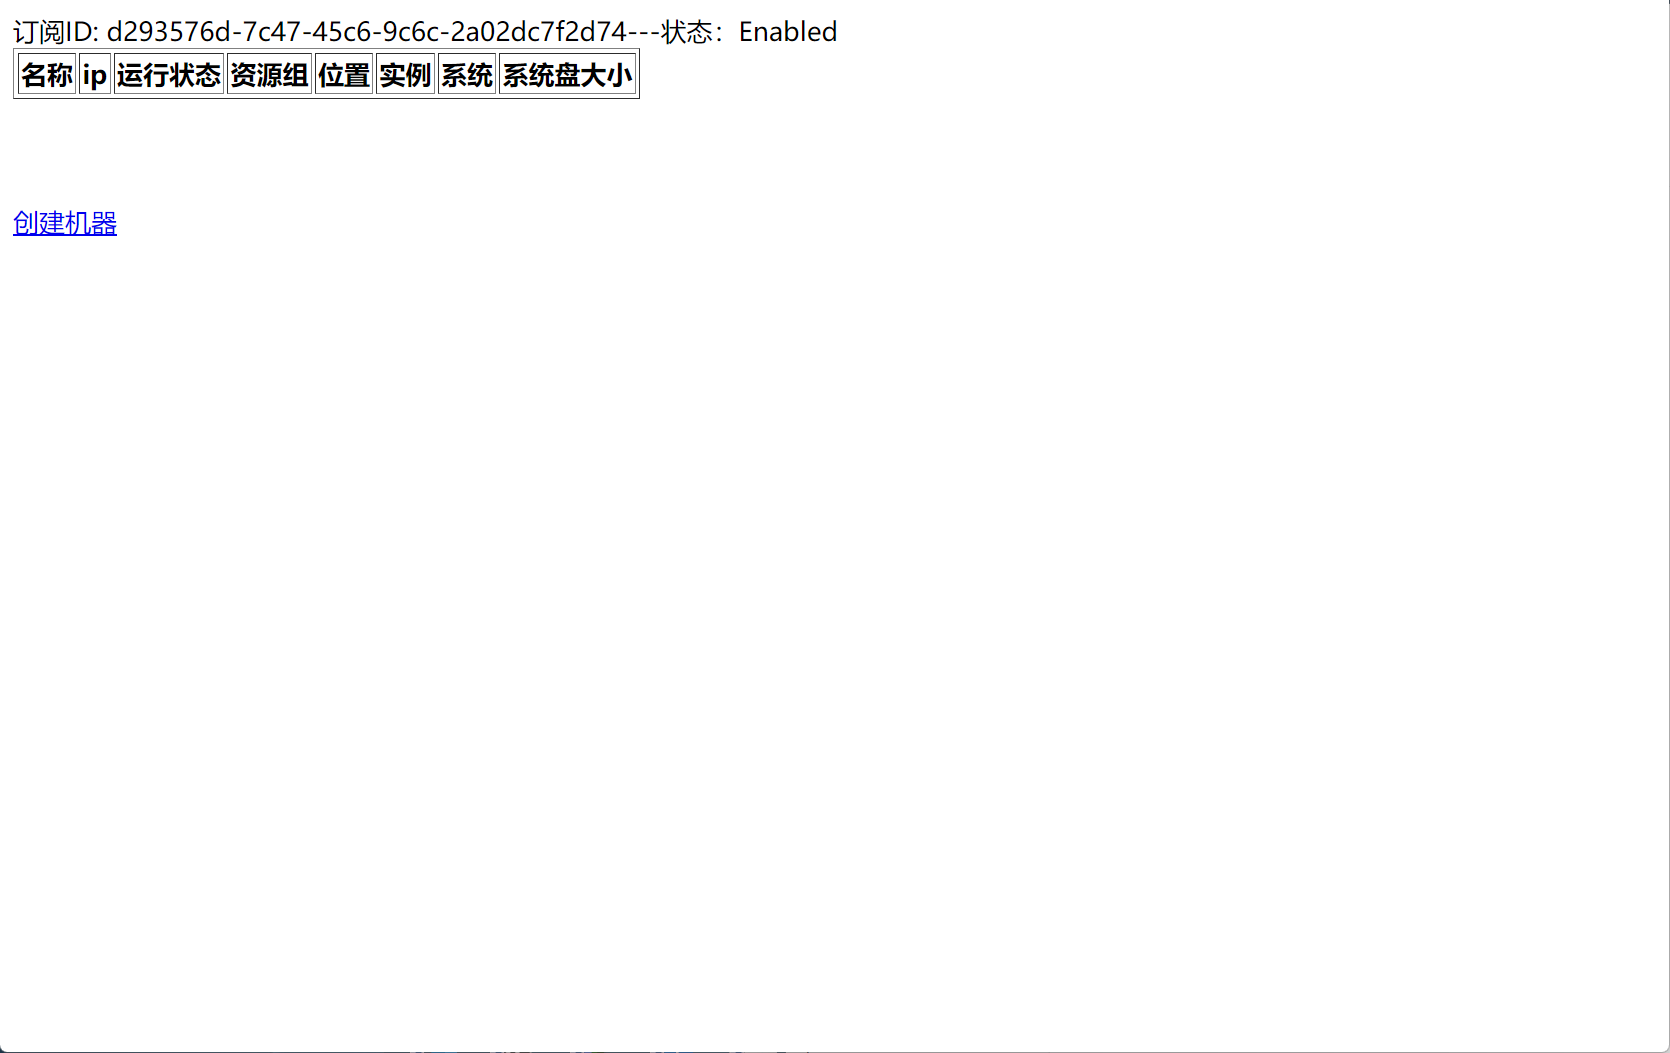 订阅ID: d293576d-7c47-45c6-9c6c-2a02dc7f2d74---状态：Enabled
名称 ip 运行状态 资源组 位置 实例 系统 系统盘大小
创建机器